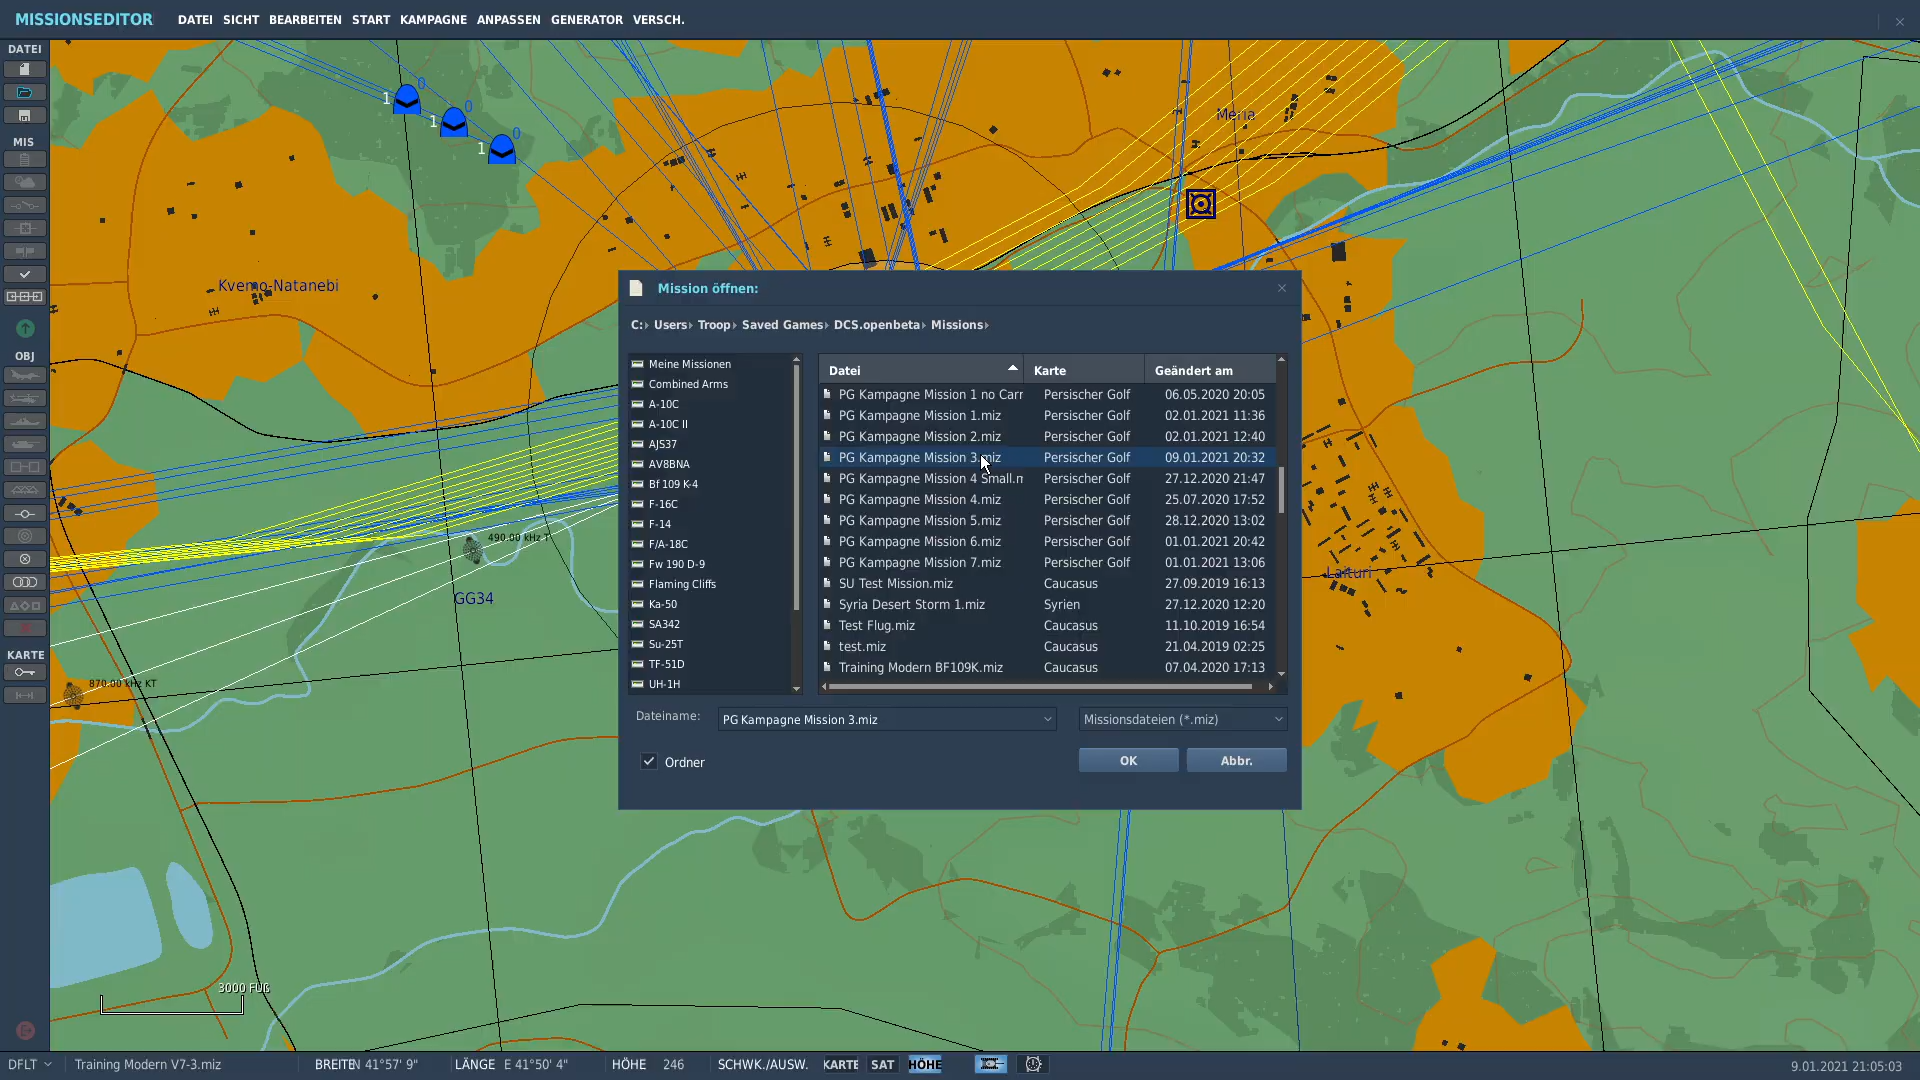 MISSIONSEDITOR DATEI SICHT BEARBEITEN START KAMPAGNE ANPASSEN GENERATOR VERSCH.
DATEI
MIS
OBJ
KARTE
1 0
1 0
1 0
Meria
Kvemo-Natanebi
490.00 kHz T
GG34
870.00 kHz KT
Laituri
3000 FUß
Mission öffnen:
C: Users Troop Saved Games DCS.openbeta Missions
Meine Missionen
Combined Arms
A-10C
A-10C II
AJS37
AV8BNA
Bf 109 K-4
F-16C
F-14
F/A-18C
Fw 190 D-9
Flaming Cliffs
Ka-50
SA342
Su-25T
TF-51D
UH-1H
Datei Karte Geändert am
PG Kampagne Mission 1 no Carr Persischer Golf 06.05.2020 20:05
PG Kampagne Mission 1.miz Persischer Golf 02.01.2021 11:36
PG Kampagne Mission 2.miz Persischer Golf 02.01.2021 12:40
PG Kampagne Mission 3.miz Persischer Golf 09.01.2021 20:32
PG Kampagne Mission 4 Small.m Persischer Golf 27.12.2020 21:47
PG Kampagne Mission 4.miz Persischer Golf 25.07.2020 17:52
PG Kampagne Mission 5.miz Persischer Golf 28.12.2020 13:02
PG Kampagne Mission 6.miz Persischer Golf 01.01.2021 20:42
PG Kampagne Mission 7.miz Persischer Golf 01.01.2021 13:06
SU Test Mission.miz Caucasus 27.09.2019 16:13
Syria Desert Storm 1.miz Syrien 27.12.2020 12:20
Test Flug.miz Caucasus 11.10.2019 16:54
test.miz Caucasus 21.04.2019 02:25
Training Modern BF109K.miz Caucasus 07.04.2020 17:13
Dateiname: PG Kampagne Mission 3.miz Missionsdateien (*.miz)
Ordner OK Abbr.
DFLT Training Modern V7-3.miz BREITE N 41°57' 9" LÄNGE E 41°50' 4" HÖHE 246 SCHWK./AUSW. KARTE SAT HÖHE 9.01.2021 21:05:03